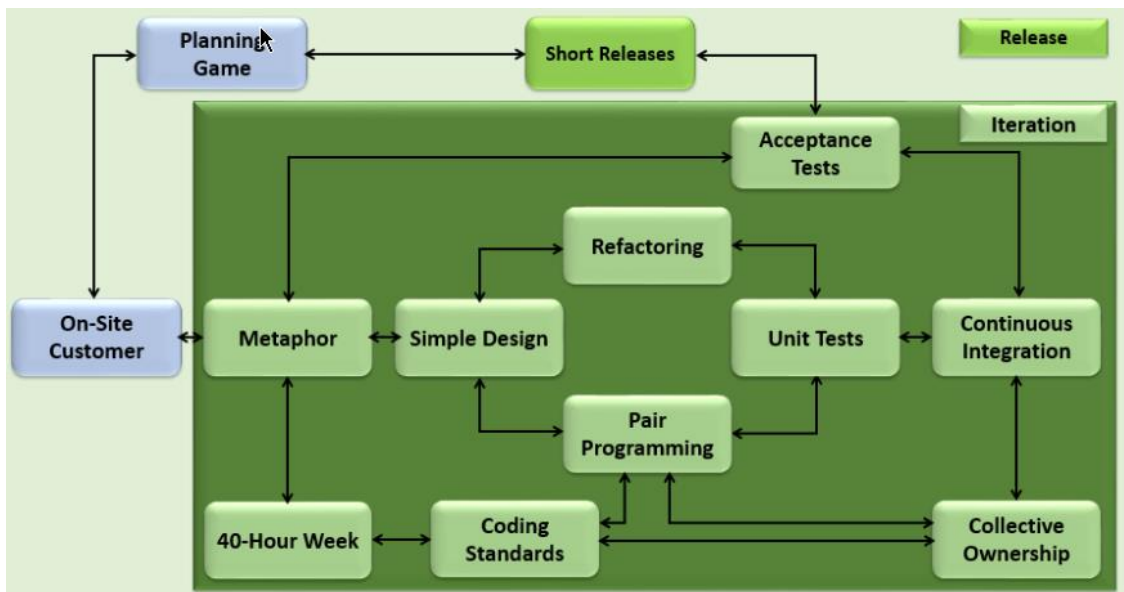 Planning
Game
Short Releases
Release
Iteration
Acceptance
Tests
Refactoring
On-Site
Customer
Metaphor
Simple Design
Unit Tests
Continuous
Integration
Pair
Programming
40-Hour Week
Coding
Standards
Collective
Ownership